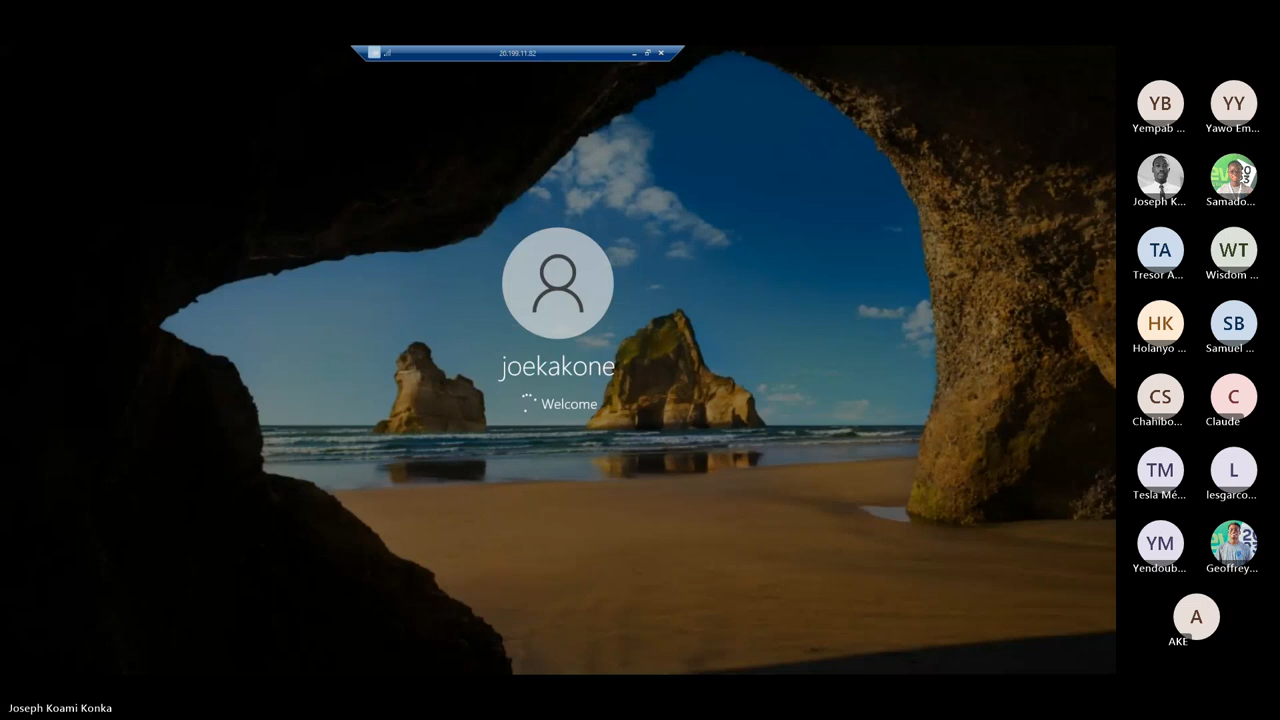 20.199.11.82
joekakone
Welcome
YB
Yempab ...
YY
Yawo Em...
Joseph K...
Samado...
TA
Tresor A...
WT
Wisdom ...
HK
Holanyo ...
SB
Samuel ...
CS
Chahibo...
C
Claude
TM
Tesla Mé...
L
lesgarco...
YM
Yendoub...
Geoffrey...
A
AKE
Joseph Koami Konka